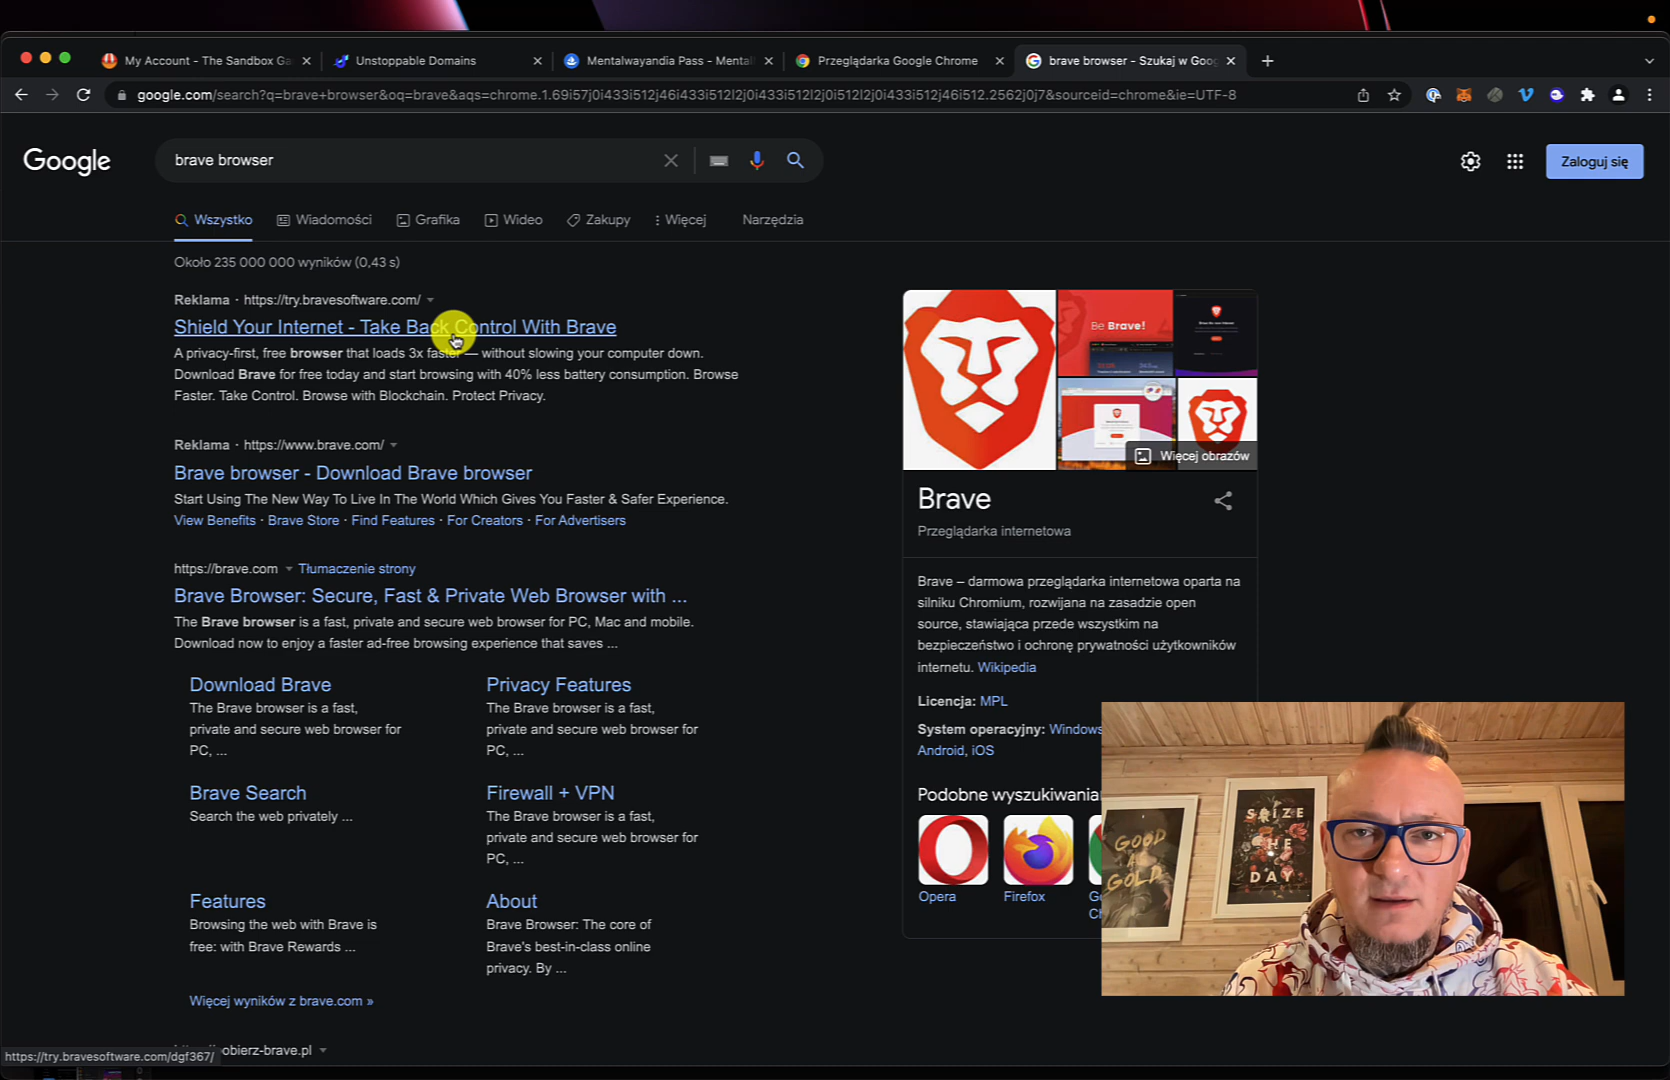 My Account - The Sandbox Ga
Unstoppable Domains
Mentalwayandia Pass - Mental
Przeglądarka Google Chrome
brave browser - Szukaj w Goog
google.com/search?q=brave+browser&oq=brave&aqs=chrome.1.69i57j0i433i512j46i433i512l2j0i433i512l2j0i512l2j0i433i512j46i512.2562j0j7&sourceid=chrome&ie=UTF-8
Google
brave browser
Zaloguj się
Wszystko
Wiadomości
Grafika
Wideo
Zakupy
Więcej
Narzędzia
Około 235 000 000 wyników (0,43 s)
Reklama · https://try.bravesoftware.com/
Shield Your Internet - Take Back Control With Brave
A privacy-first, free browser that loads 3x faster — without slowing your computer down.
Download Brave for free today and start browsing with 40% less battery consumption. Browse
Faster. Take Control. Browse with Blockchain. Protect Privacy.
Reklama · https://www.brave.com/
Brave browser - Download Brave browser
Start Using The New Way To Live In The World Which Gives You Faster & Safer Experience.
View Benefits · Brave Store · Find Features · For Creators · For Advertisers
https://brave.com
Tłumaczenie strony
Brave Browser: Secure, Fast & Private Web Browser with ...
The Brave browser is a fast, private and secure web browser for PC, Mac and mobile.
Download now to enjoy a faster ad-free browsing experience that saves ...
Download Brave
The Brave browser is a fast,
private and secure web browser for
PC, ...
Privacy Features
The Brave browser is a fast,
private and secure web browser for
PC, ...
Brave Search
Search the web privately ...
Firewall + VPN
The Brave browser is a fast,
private and secure web browser for
PC, ...
Features
Browsing the web with Brave is
free: with Brave Rewards ...
About
Brave Browser: The core of
Brave's best-in-class online
privacy. By ...
Więcej wyników z brave.com »
obierz-brave.pl
https://try.bravesoftware.com/dgf367/
Be Brave!
Więcej obrazów
Brave
Przeglądarka internetowa
Brave – darmowa przeglądarka internetowa oparta na
silniku Chromium, rozwijana na zasadzie open
source, stawiająca przede wszystkim na
bezpieczeństwo i ochronę prywatności użytkowników
internetu. Wikipedia
Licencja: MPL
System operacyjny: Windows
Android, iOS
Podobne wyszukiwania
Opera
Firefox
GOOD
AS
GOLD
SEIZE
THE
DAY